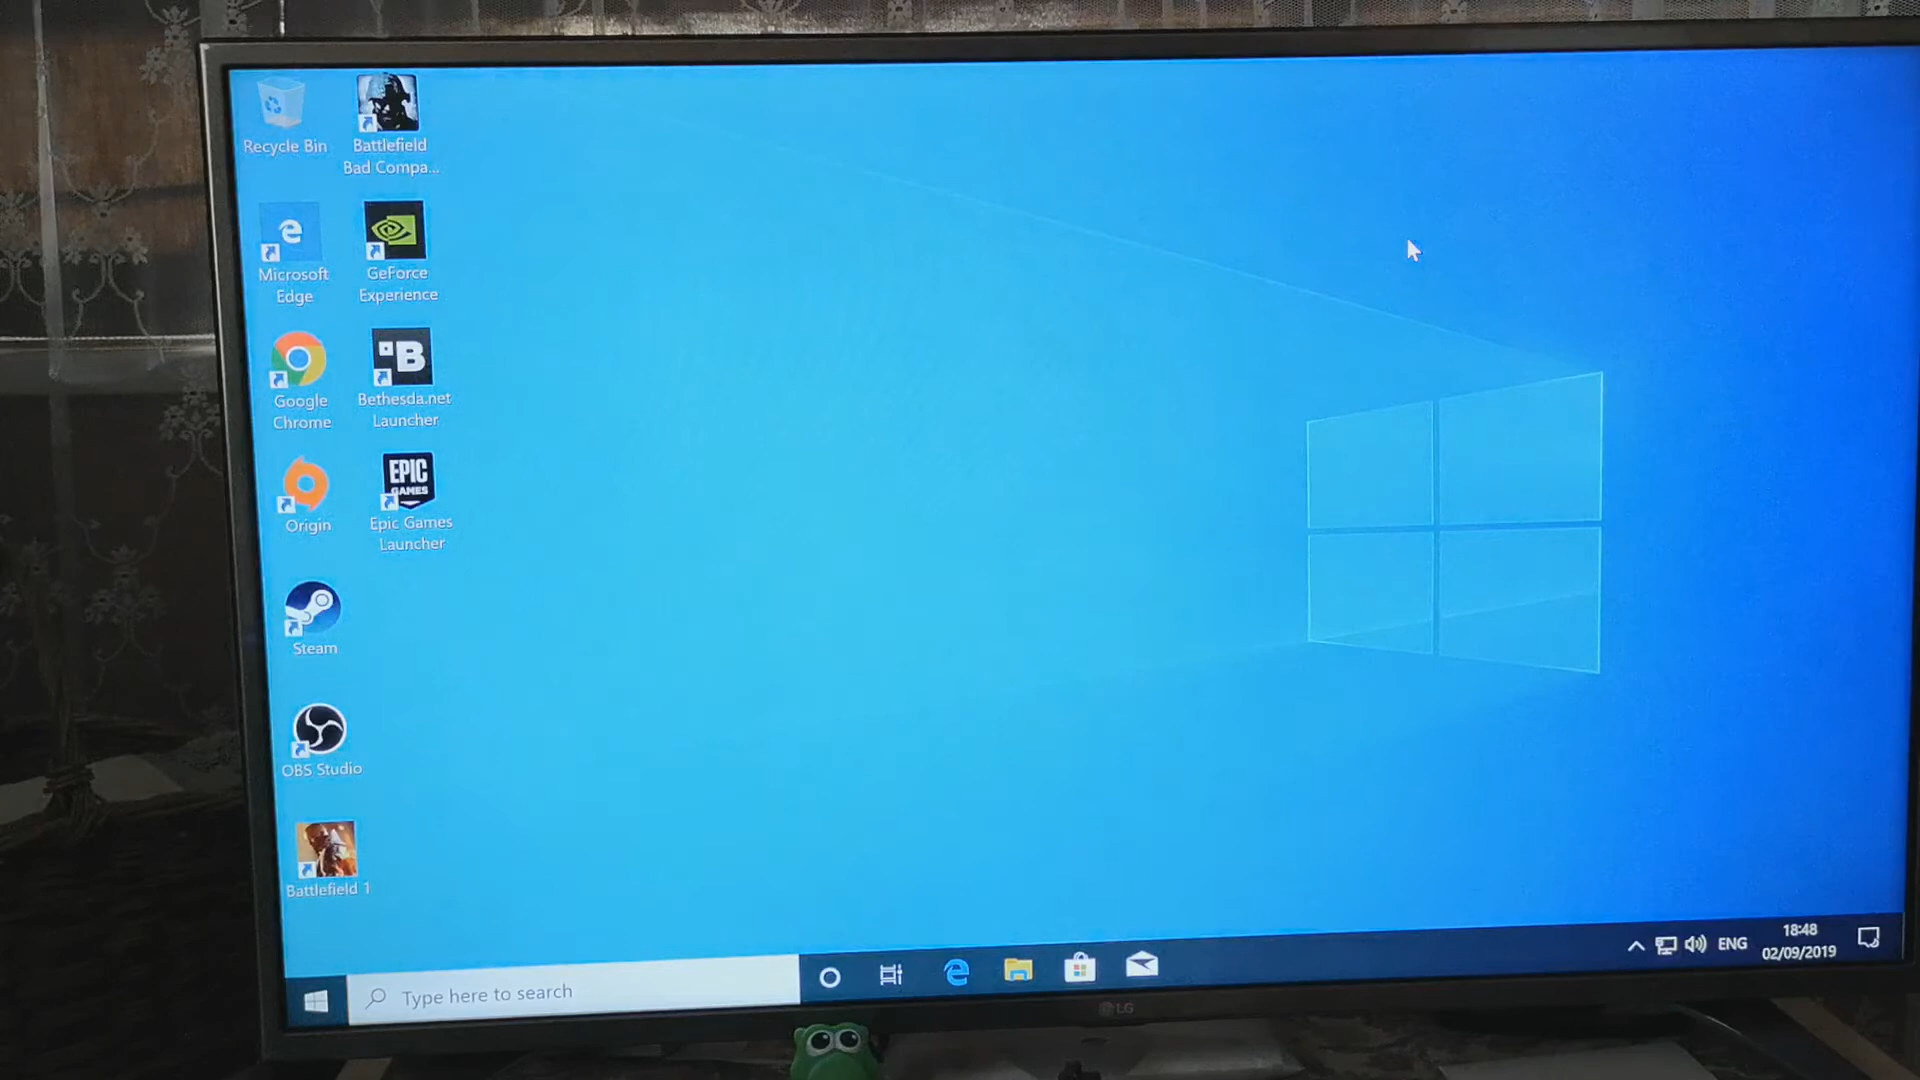 Recycle Bin
Battlefield
Bad Compa...
Microsoft
Edge
GeForce
Experience
Google
Chrome
B
Bethesda.net
Launcher
Origin
EPIC
GAMES
Epic Games
Launcher
Steam
OBS Studio
Battlefield 1
Type here to search
ENG
18:48
02/09/2019
LG